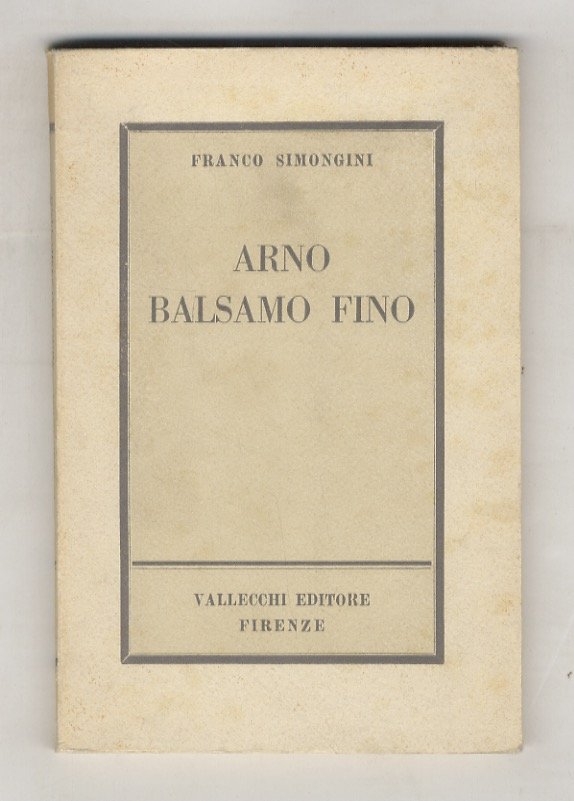 FRANCO SIMONGINI
ARNO
BALSAMO FINO
VALLECCHI EDITORE
FIRENZE